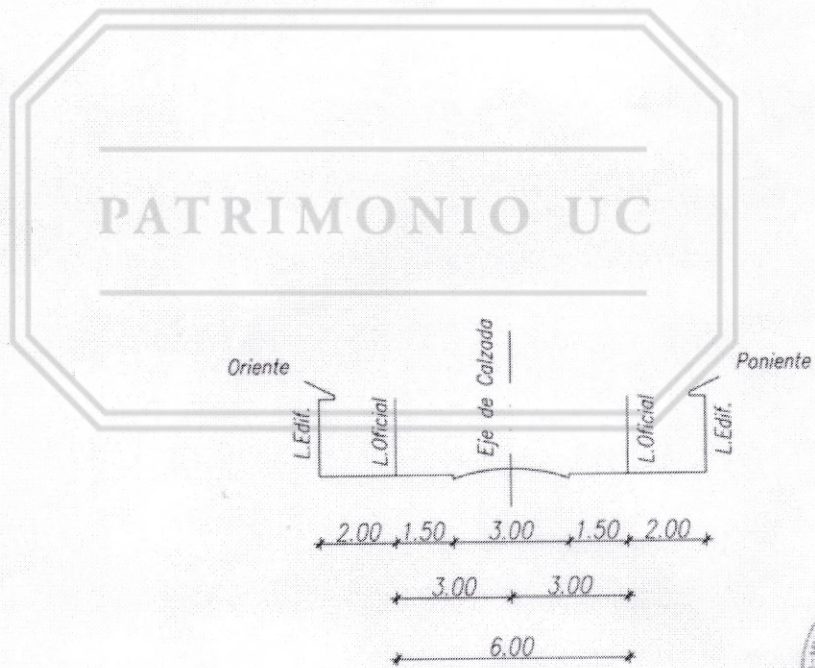 PATRIMONIO UC
Oriente
L.Edif.
L.Oficial
Eje de Calzada
L.Oficial
L.Edif.
Poniente
2.00 1.50 3.00 1.50 2.00
3.00 3.00
6.00